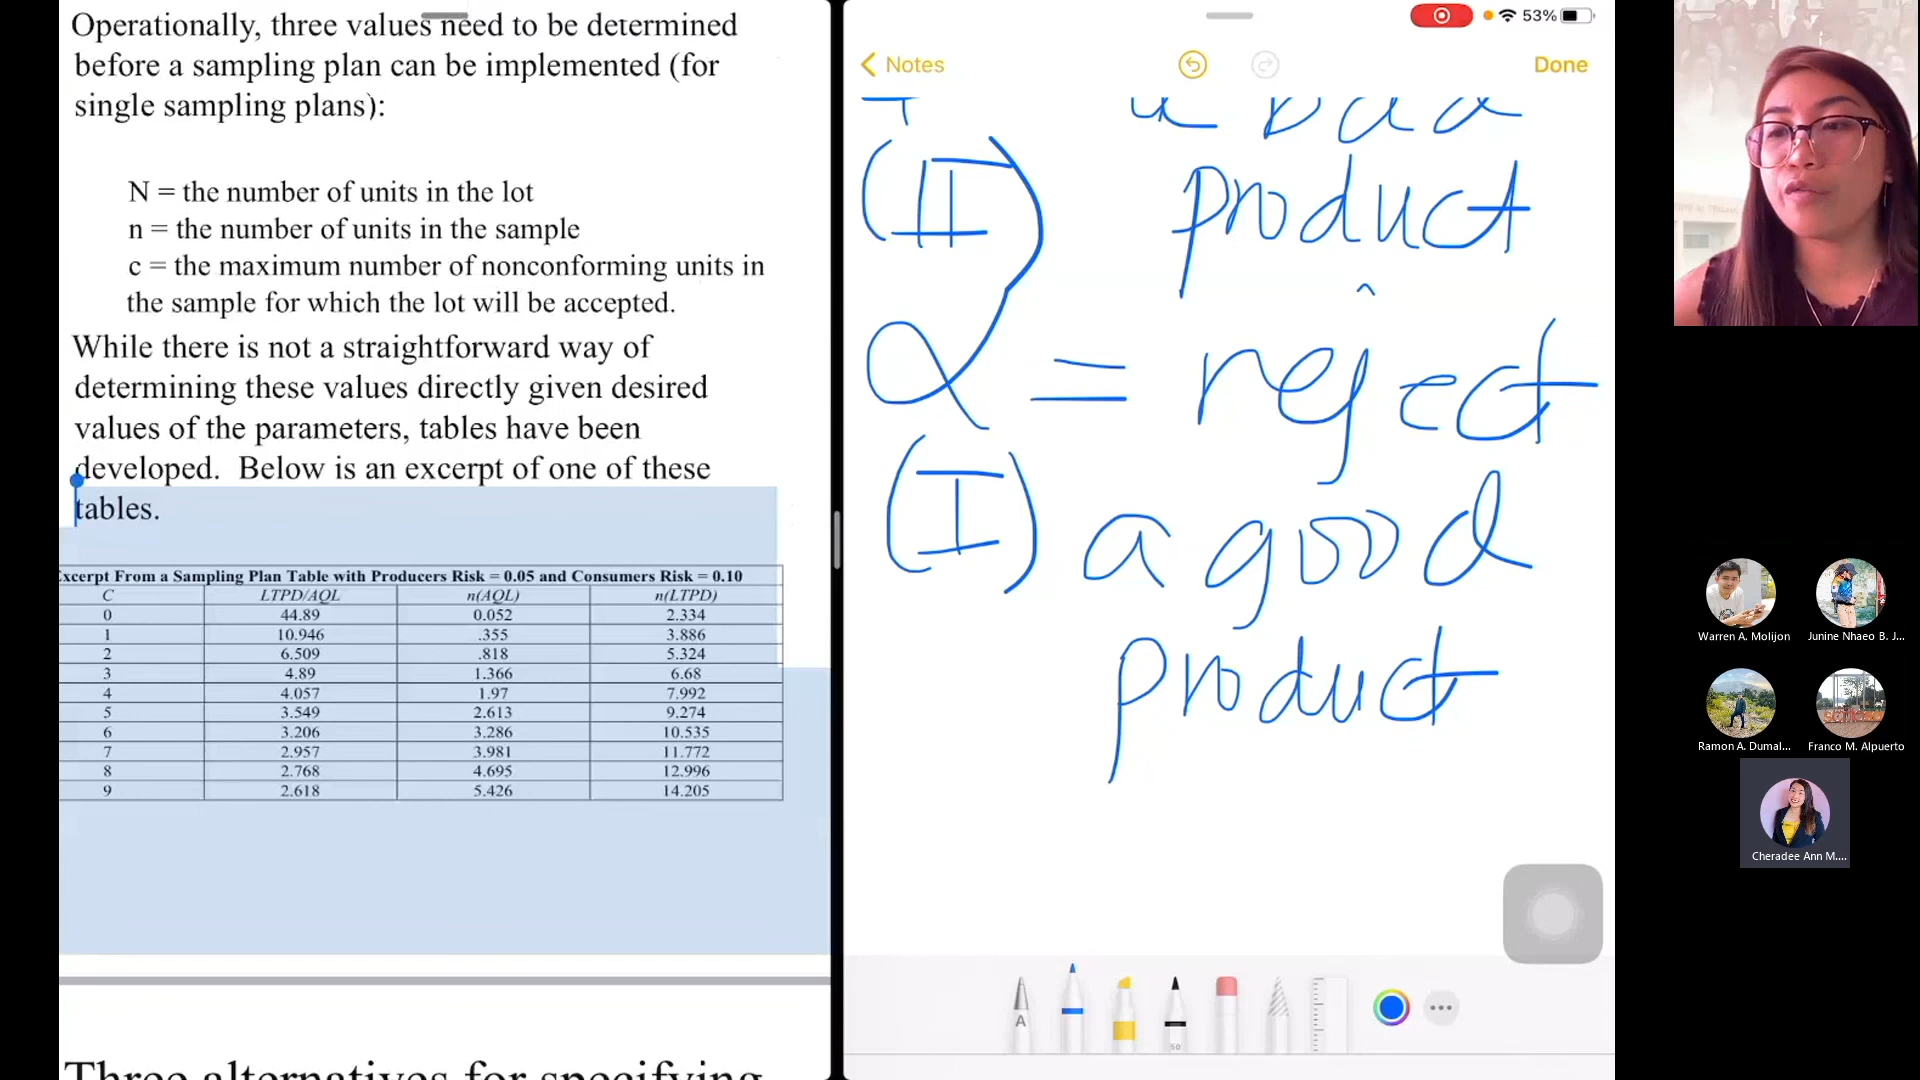 Operationally, three values need to be determined
before a sampling plan can be implemented (for
single sampling plans):
N = the number of units in the lot
n = the number of units in the sample
c = the maximum number of nonconforming units in
the sample for which the lot will be accepted.
While there is not a straightforward way of
determining these values directly given desired
values of the parameters, tables have been
developed. Below is an excerpt of one of these
tables.
Excerpt From a Sampling Plan Table with Producers Risk = 0.05 and Consumers Risk = 0.10
C LTPD/AQL n(AQL) n(LTPD)
0 44.89 0.052 2.334
1 10.946 .355 3.886
2 6.509 .818 5.324
3 4.89 1.366 6.68
4 4.057 1.97 7.992
5 3.549 2.613 9.274
6 3.206 3.286 10.535
7 2.957 3.981 11.772
8 2.768 4.695 12.996
9 2.618 5.426 14.205
Three alternatives for specifying
53%
Notes
Done
a bad
(II) product
α = reject
(I) a good
product
A
50
Warren A. Molijon
Junine Nhaeo B. J...
Ramon A. Dumal...
Franco M. Alpuerto
Cheradee Ann M....